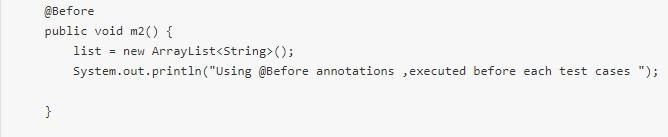 @Before
public void m2() {
list = new ArrayList<String>();
System.out.println("Using @Before annotations ,executed before each test cases ");
}